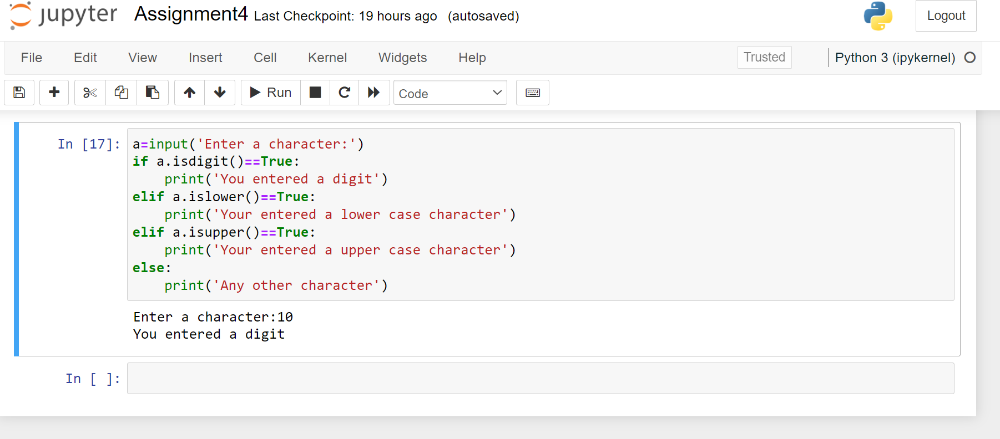 jupyter Assignment4 Last Checkpoint: 19 hours ago (autosaved) Logout
File Edit View Insert Cell Kernel Widgets Help Trusted Python 3 (ipykernel)
Run Code
In [17]: a=input('Enter a character:')
if a.isdigit()==True:
    print('You entered a digit')
elif a.islower()==True:
    print('Your entered a lower case character')
elif a.isupper()==True:
    print('Your entered a upper case character')
else:
    print('Any other character')
Enter a character:10
You entered a digit
In [ ]: